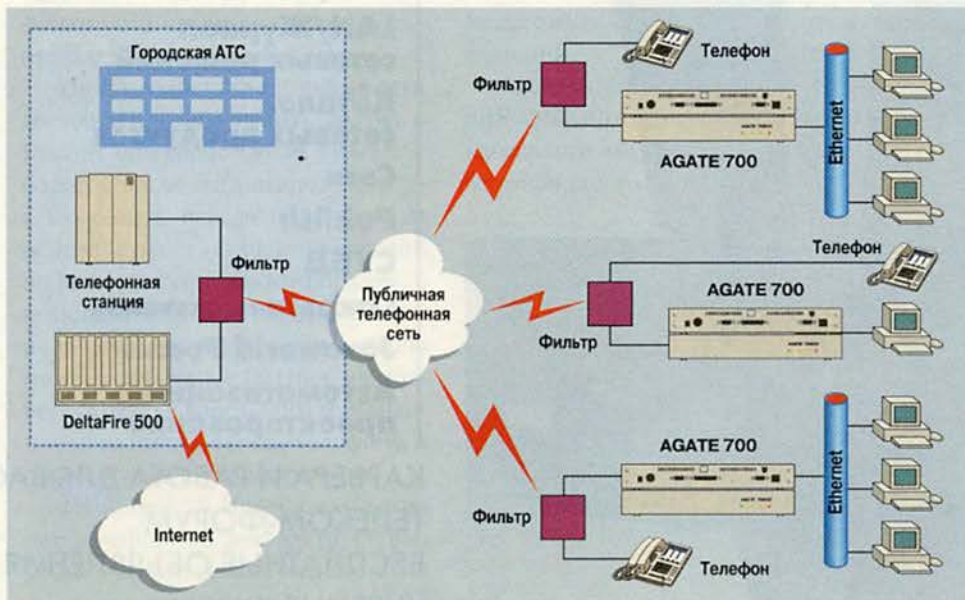 Городская АТС
Телефонная
станция
DeltaFire 500
Фильтр
Internet
Публичная
телефонная
сеть
Фильтр
Телефон
AGATE 700
Ethernet
Телефон
AGATE 700
Фильтр
AGATE 700
Ethernet
Фильтр
Телефон